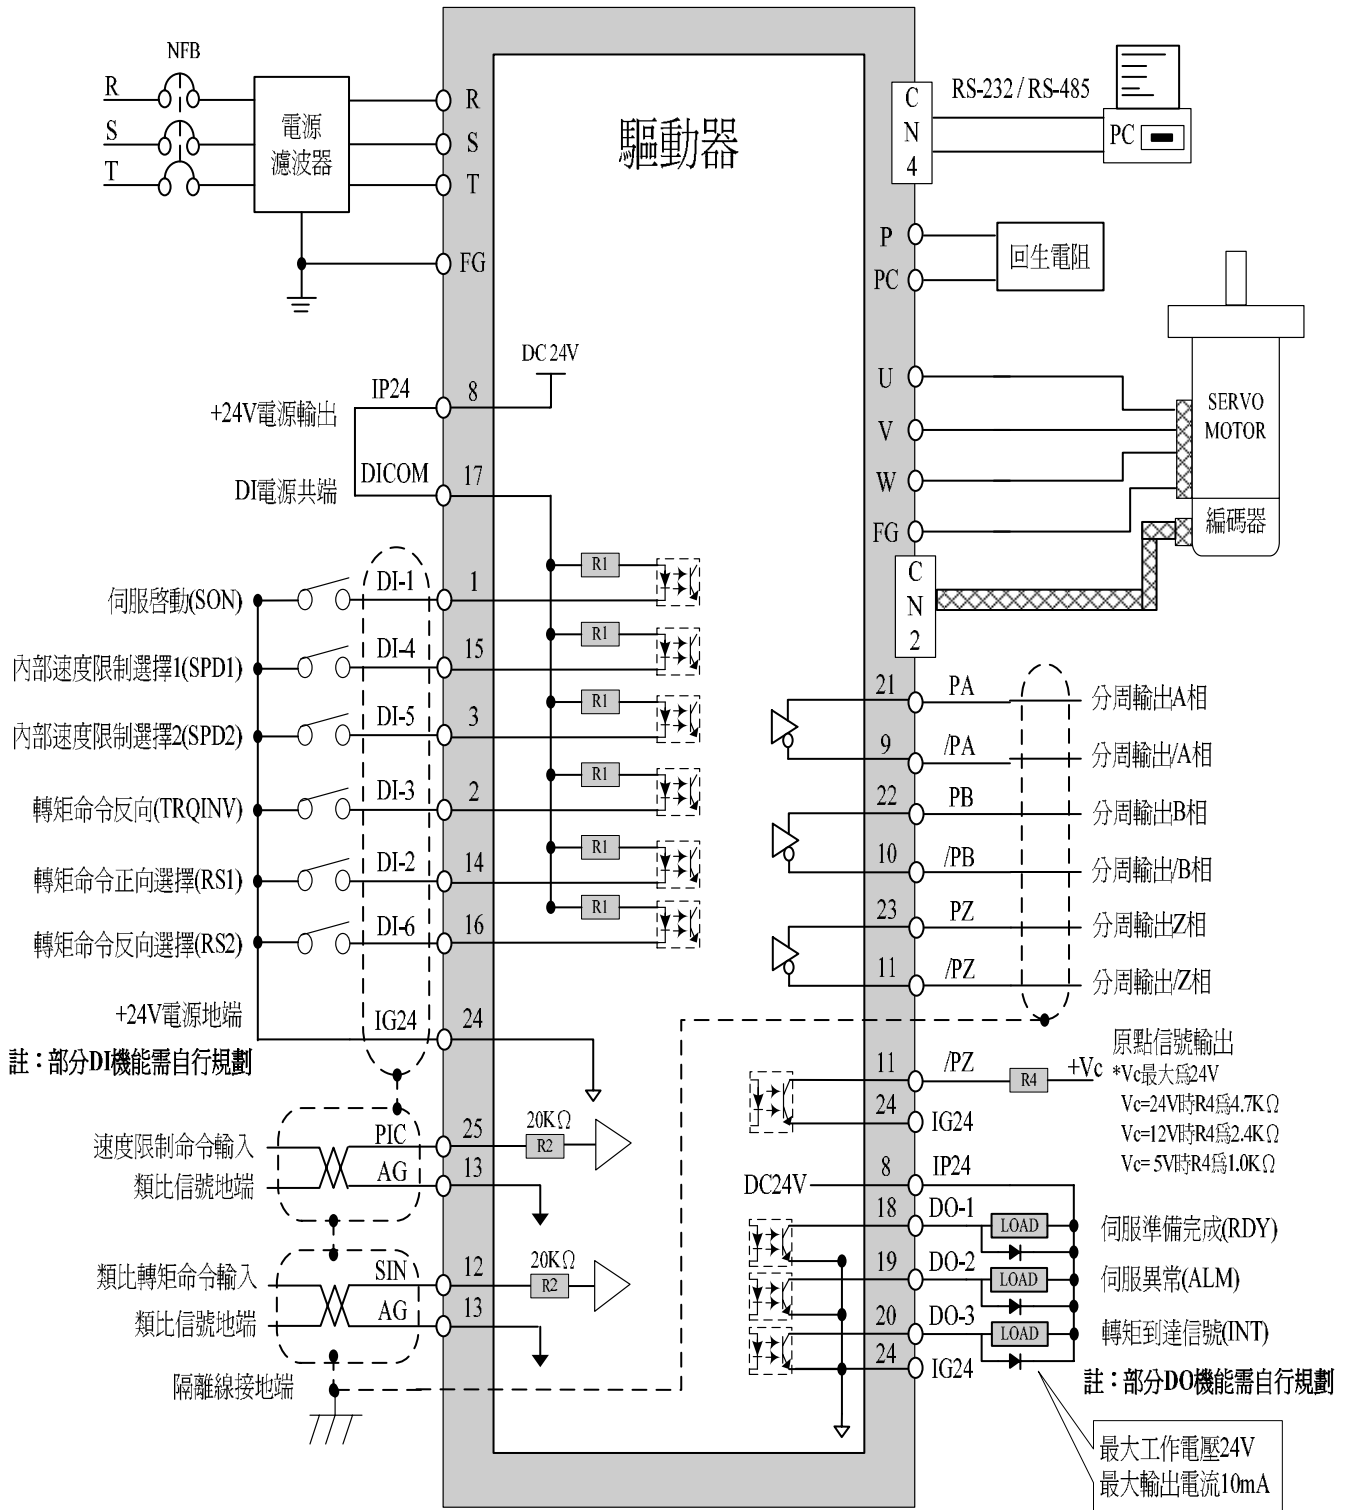 NFB
R
S
T
電源
濾波器
R
S
T
FG
驅動器
C
N
4
RS-232 / RS-485
PC
P
PC
回生電阻
U
V
W
FG
SERVO
MOTOR
編碼器
C
N
2
DC 24V
+24V電源輸出
IP24
8
DI電源共端
DICOM
17
伺服啓動(SON)
DI-1
1
R1
內部速度限制選擇1(SPD1)
DI-4
15
R1
內部速度限制選擇2(SPD2)
DI-5
3
R1
轉矩命令反向(TRQINV)
DI-3
2
R1
轉矩命令正向選擇(RS1)
DI-2
14
R1
轉矩命令反向選擇(RS2)
DI-6
16
R1
+24V電源地端
IG24
24
註：部分DI機能需自行規劃
速度限制命令輸入
PIC
25
20KΩ
R2
類比信號地端
AG
13
類比轉矩命令輸入
SIN
12
20KΩ
R2
類比信號地端
AG
13
隔離線接地端
21
PA
分周輸出A相
9
/PA
分周輸出/A相
22
PB
分周輸出B相
10
/PB
分周輸出/B相
23
PZ
分周輸出Z相
11
/PZ
分周輸出/Z相
11
/PZ
R4
+Vc
24
IG24
原點信號輸出
*Vc最大爲24V
Vc=24V時R4爲4.7KΩ
Vc=12V時R4爲2.4KΩ
Vc= 5V時R4爲1.0KΩ
DC24V
8
IP24
18
DO-1
LOAD
伺服準備完成(RDY)
19
DO-2
LOAD
伺服異常(ALM)
20
DO-3
LOAD
轉矩到達信號(INT)
24
IG24
註：部分DO機能需自行規劃
最大工作電壓24V
最大輸出電流10mA